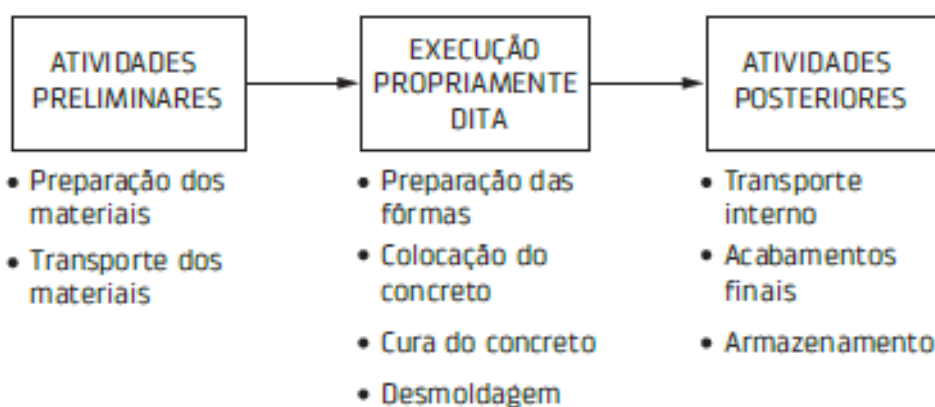 ATIVIDADES
PRELIMINARES
EXECUÇÃO
PROPRIAMENTE
DITA
ATIVIDADES
POSTERIORES
• Preparação dos
materiais
• Transporte dos
materiais
• Preparação das
fôrmas
• Colocação do
concreto
• Cura do concreto
• Desmoldagem
• Transporte
interno
• Acabamentos
finais
• Armazenamento